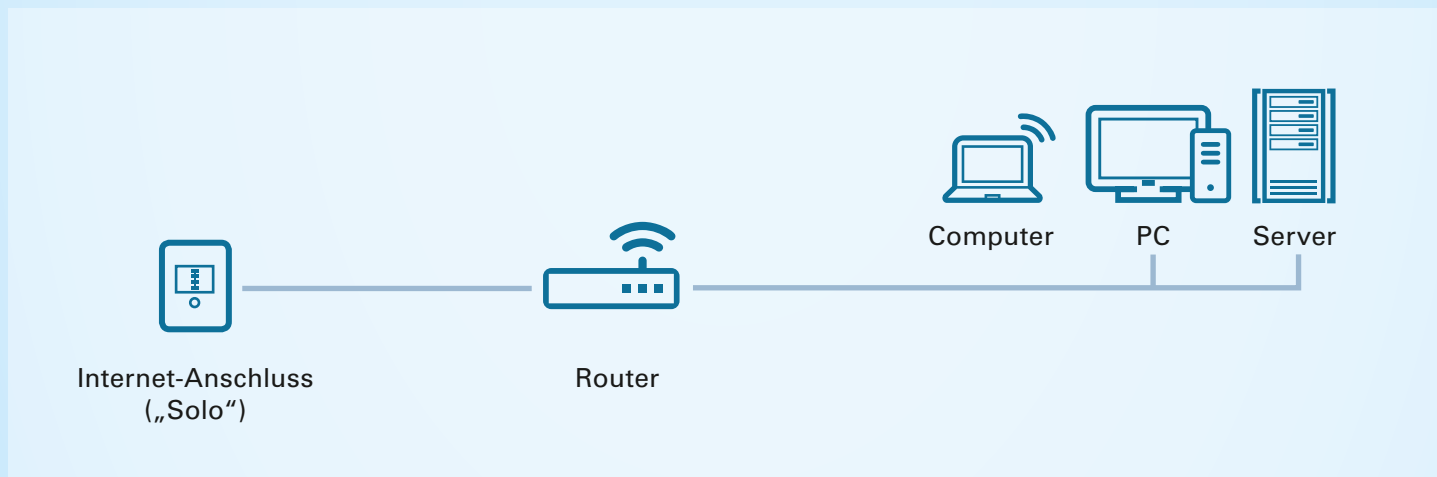 Computer
PC
Server
Internet-Anschluss
(„Solo“)
Router